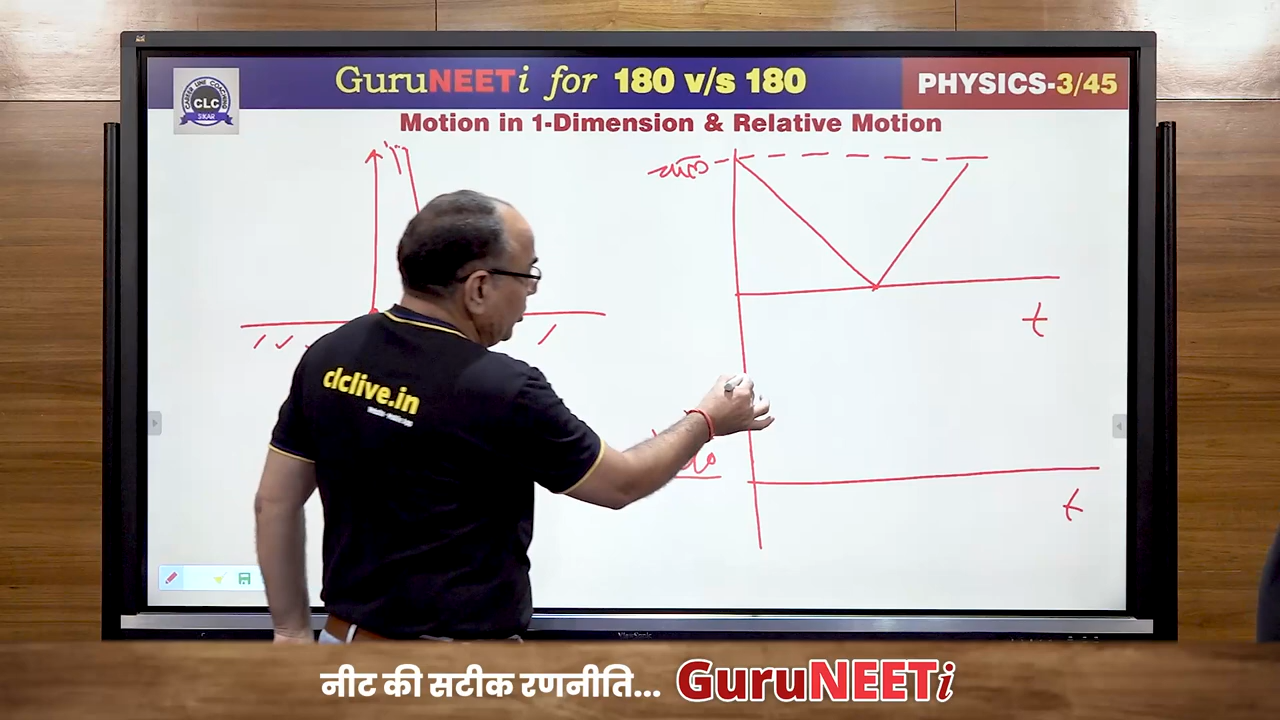 GuruNEETi for 180 v/s 180
PHYSICS-3/45
CAREER LINE COACHING
CLC
SIKAR
Motion in 1-Dimension & Relative Motion
चाल
t
t
clclive.in
नीट की सटीक रणनीति... GuruNEETi